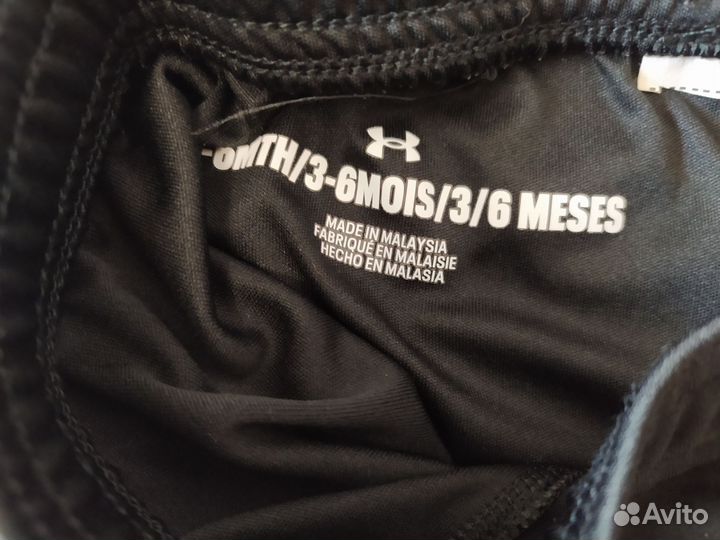 -6MTH/3-6MOIS/3/6 MESES
MADE IN MALAYSIA
FABRIQUÉ EN MALAISIE
HECHO EN MALASIA
Avito